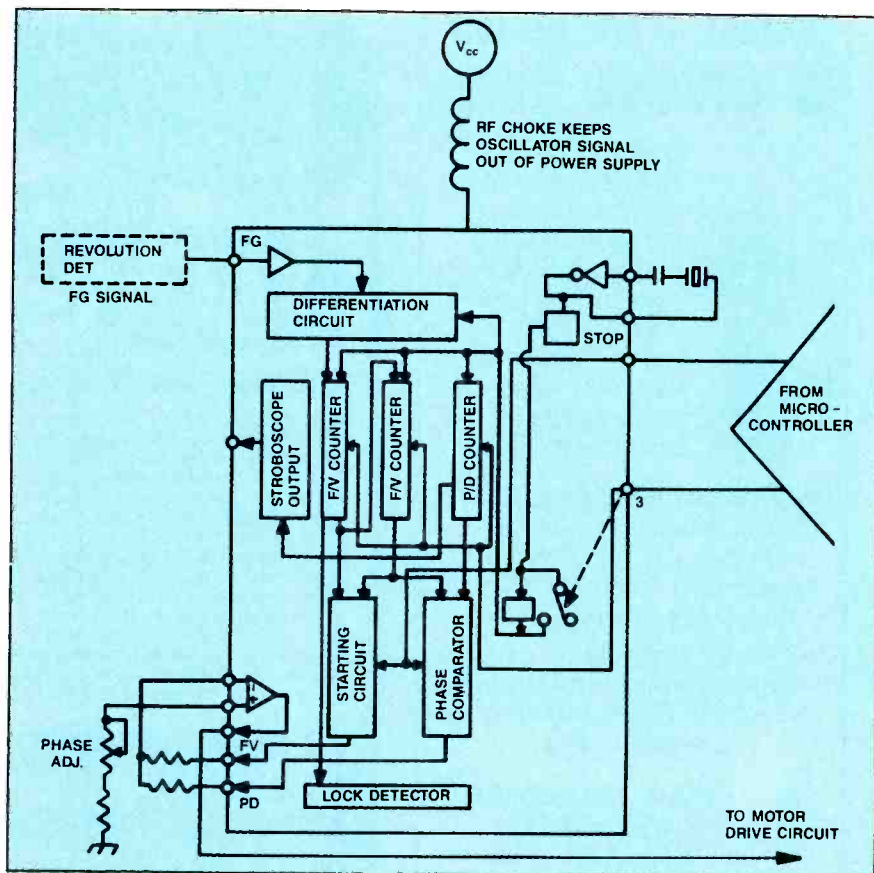 Vcc
RF CHOKE KEEPS
OSCILLATOR SIGNAL
OUT OF POWER SUPPLY
REVOLUTION
DET
FG SIGNAL
FG
DIFFERENTIATION
CIRCUIT
STOP
FROM
MICRO-
CONTROLLER
STROBOSCOPE
OUTPUT
F/V COUNTER
F/V COUNTER
P/D COUNTER
3
STARTING
CIRCUIT
PHASE
COMPARATOR
- +
PHASE
ADJ.
FV
PD
LOCK DETECTOR
TO MOTOR
DRIVE CIRCUIT